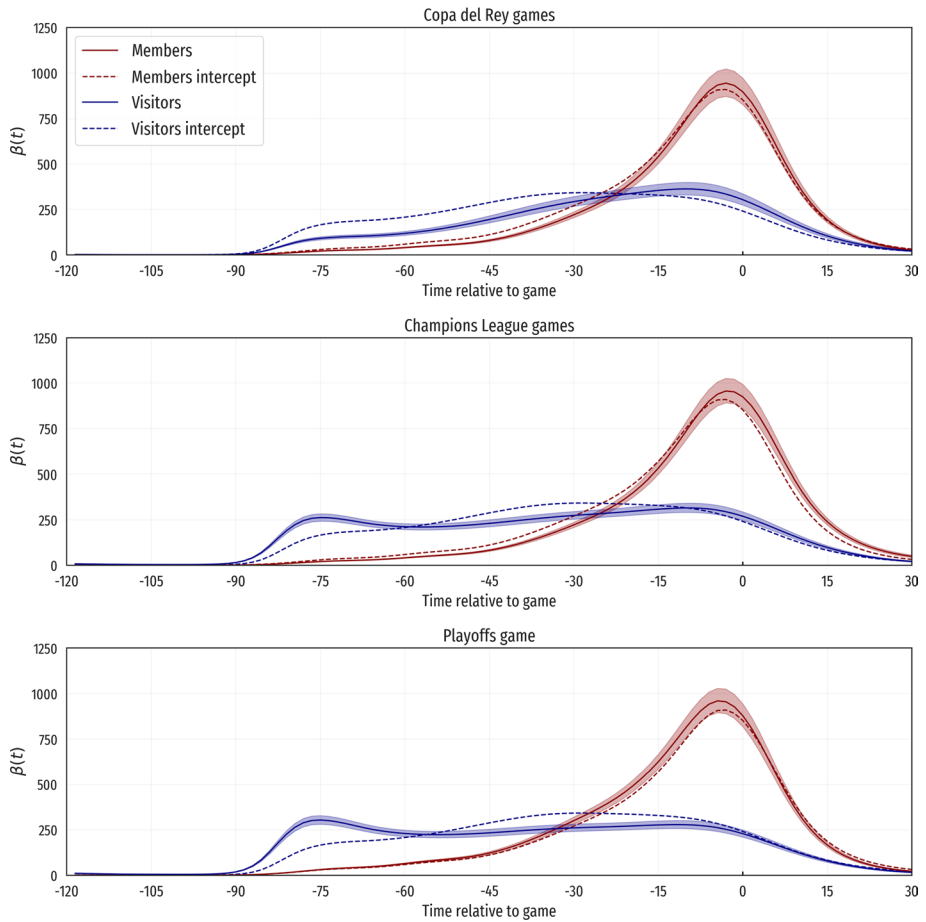 Copa del Rey games
1250
1000
750
500
250
0
β(t)
Members
Members intercept
Visitors
Visitors intercept
-120 -105 -90 -75 -60 -45 -30 -15 0 15 30
Time relative to game
Champions League games
1250
1000
750
500
250
0
β(t)
-120 -105 -90 -75 -60 -45 -30 -15 0 15 30
Time relative to game
Playoffs game
1250
1000
750
500
250
0
β(t)
-120 -105 -90 -75 -60 -45 -30 -15 0 15 30
Time relative to game